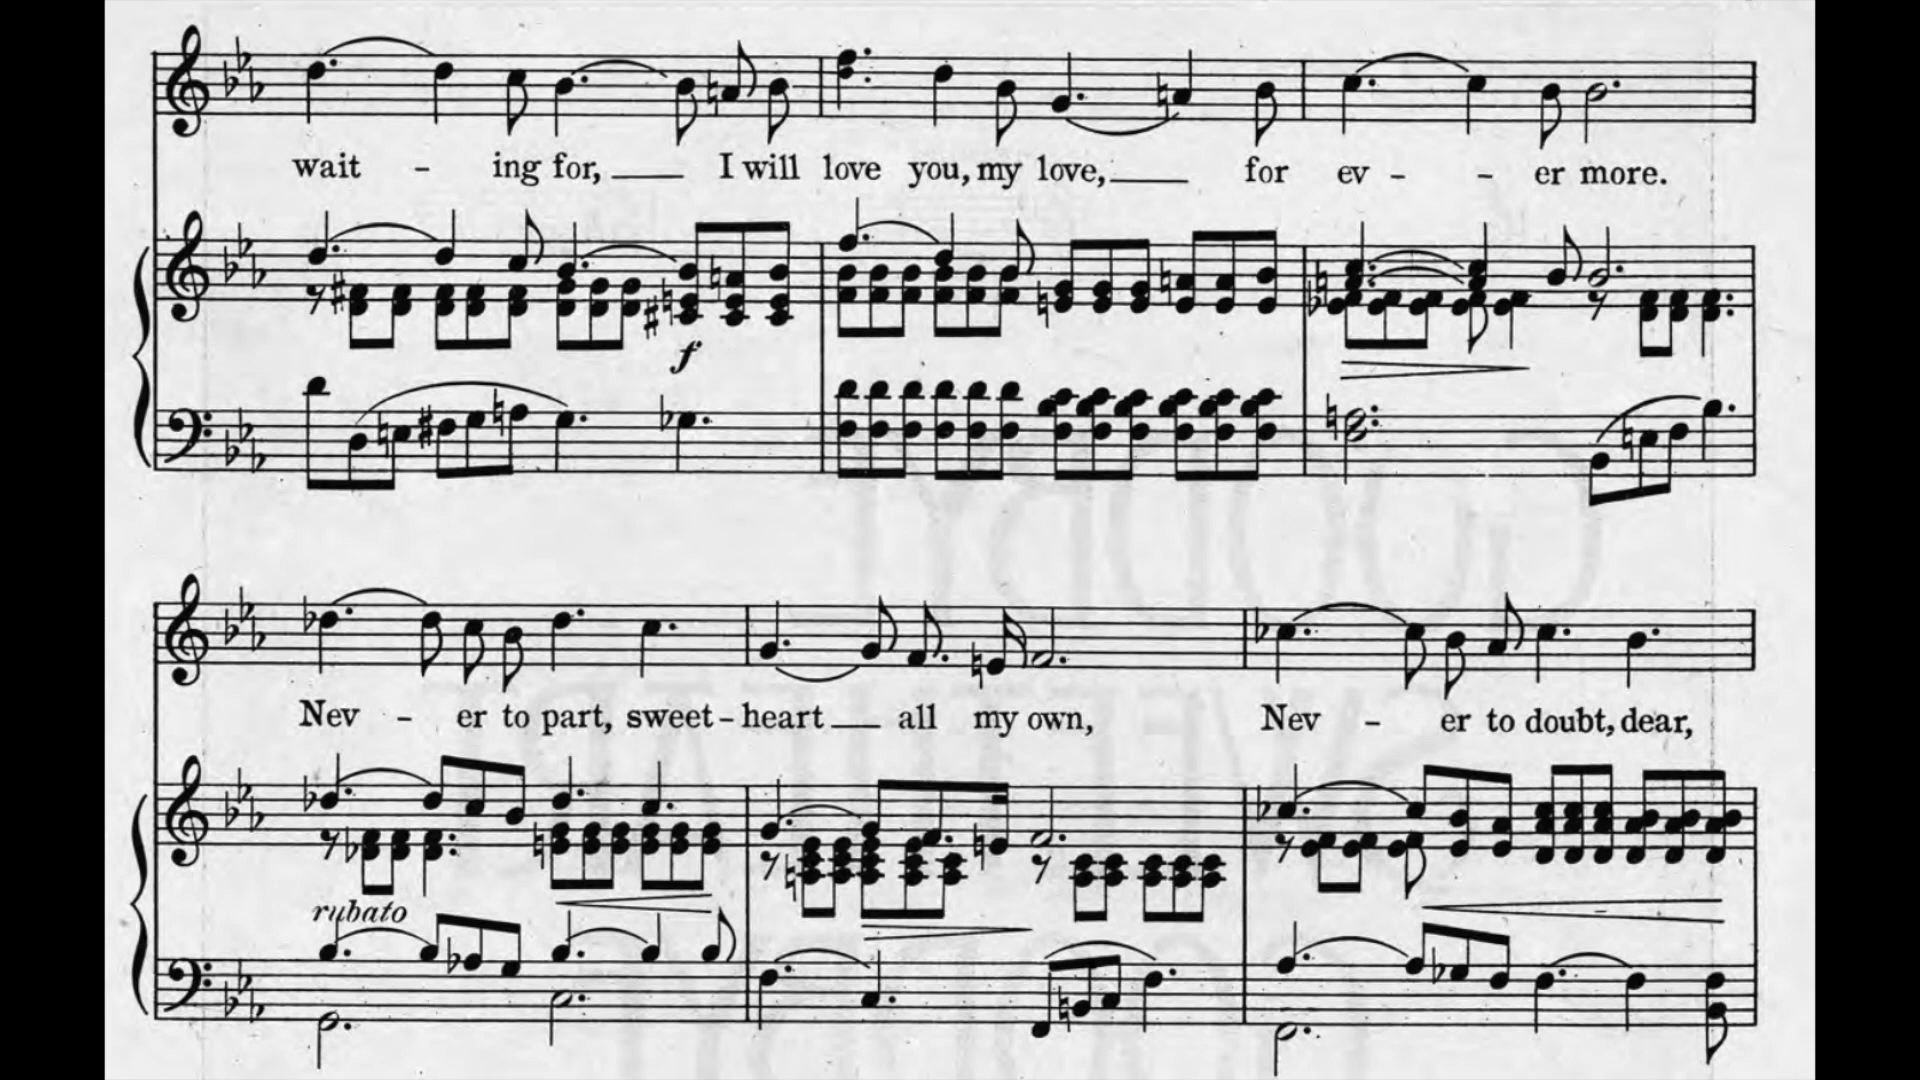 wait - ing for, I will love you, my love, for ev - - er more.
f
Nev - er to part, sweet - heart all my own, Nev - er to doubt, dear,
rubato